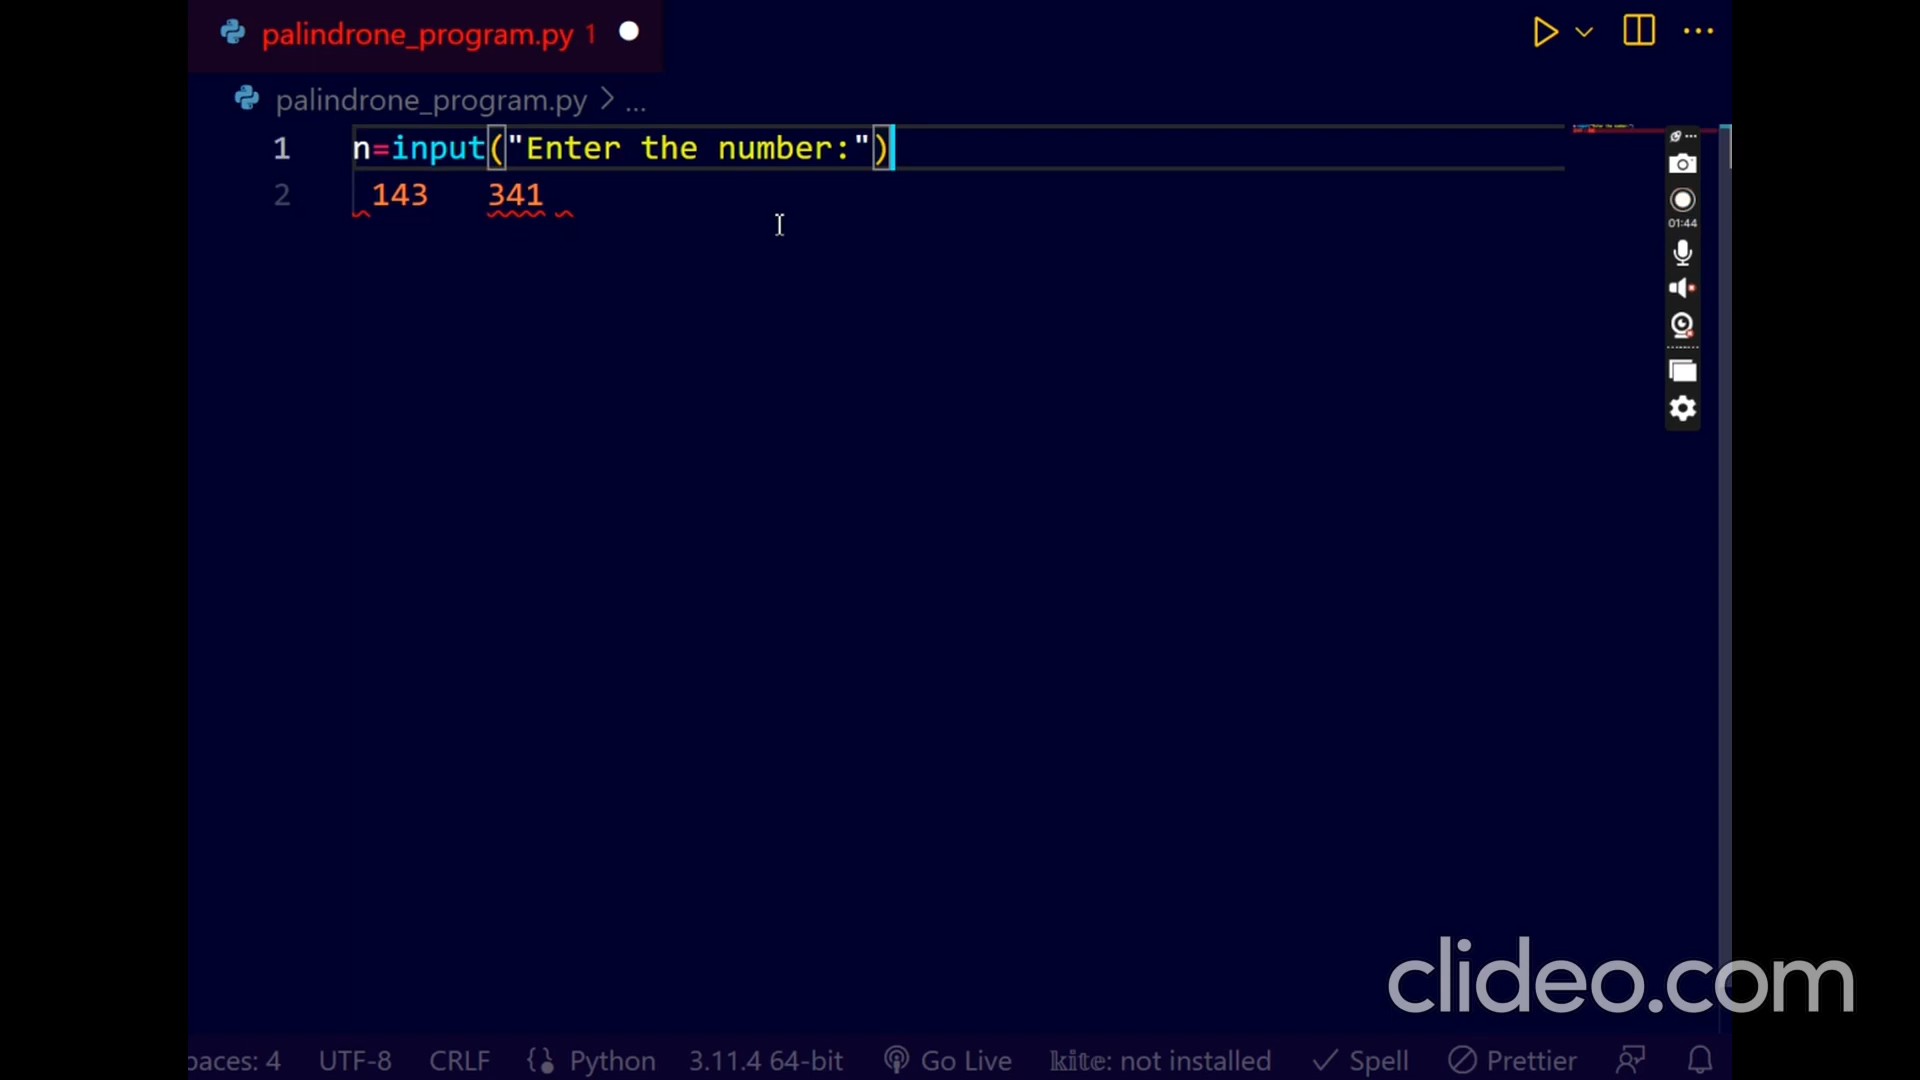 palindrone_program.py 1
palindrone_program.py > ...
1 n=input("Enter the number:")
2 143 341
01:44
paces: 4 UTF-8 CRLF Python 3.11.4 64-bit Go Live kite: not installed Spell Prettier
clideo.com